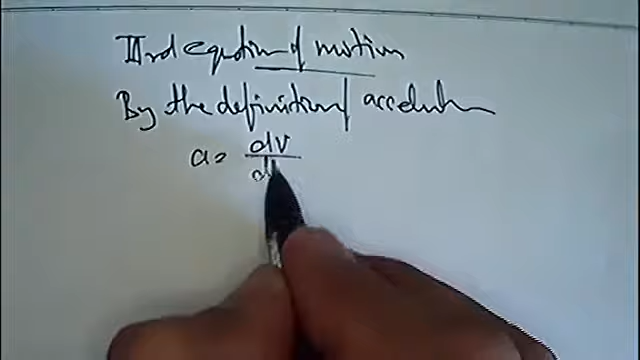 IIIrd equation of motion
By the definition of acceleration
a = dv
d